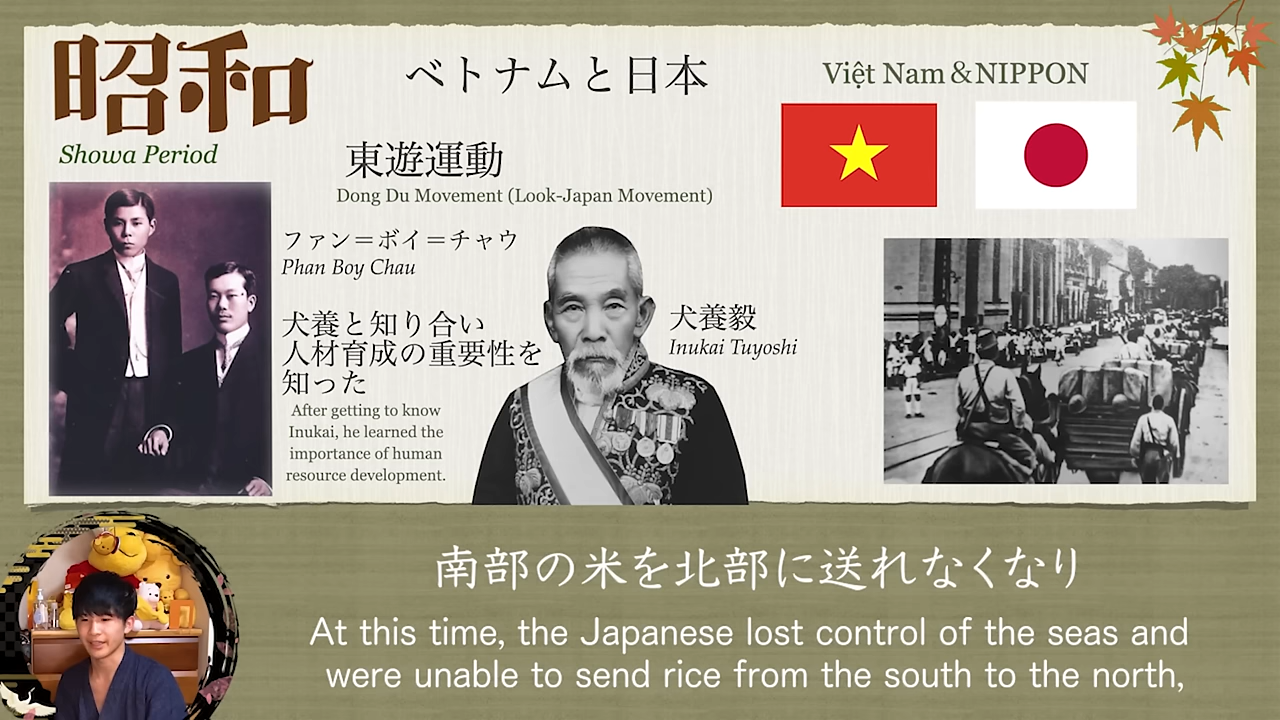 昭和
Showa Period
ベトナムと日本
Việt Nam＆NIPPON
東遊運動
Dong Du Movement (Look-Japan Movement)
ファン＝ボイ＝チャウ
Phan Boy Chau
犬養と知り合い
人材育成の重要性を
知った
After getting to know
Inukai, he learned the
importance of human
resource development.
犬養毅
Inukai Tuyoshi
南部の米を北部に送れなくなり
At this time, the Japanese lost control of the seas and
were unable to send rice from the south to the north,